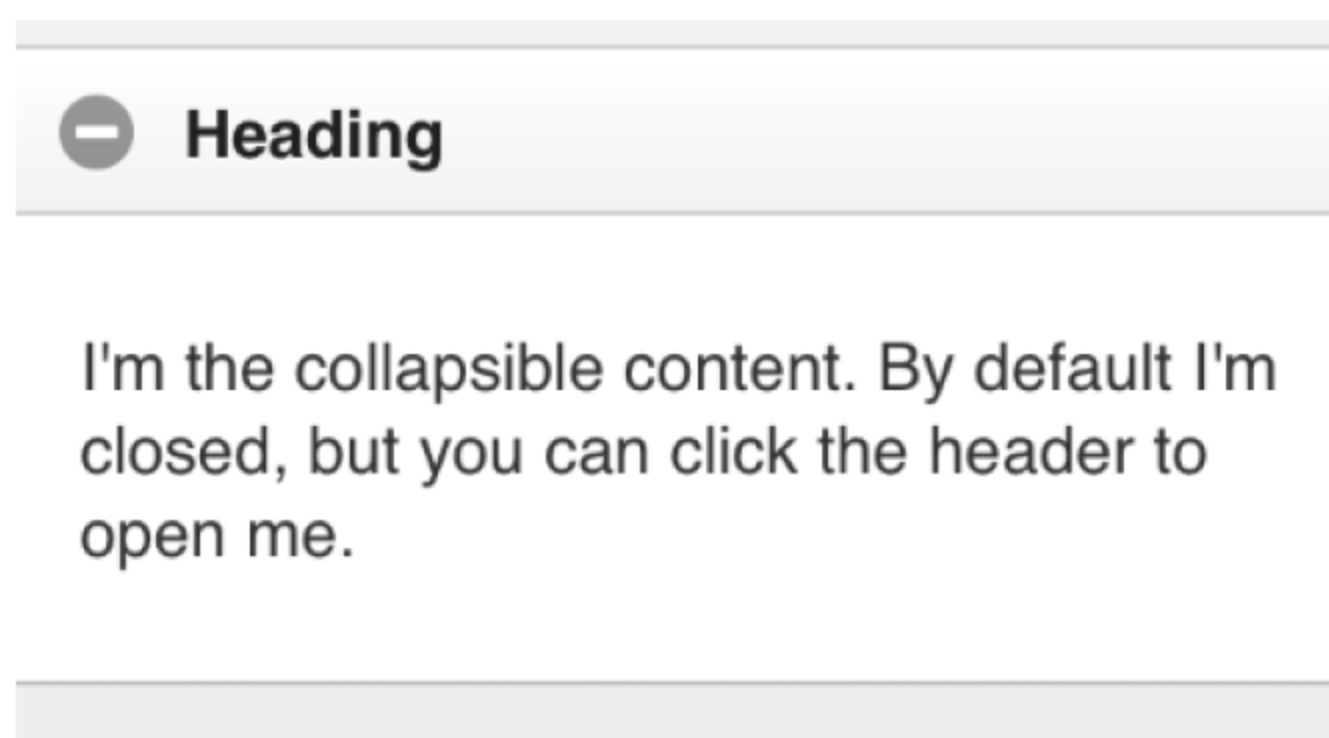 Heading
I'm the collapsible content. By default I'm
closed, but you can click the header to
open me.